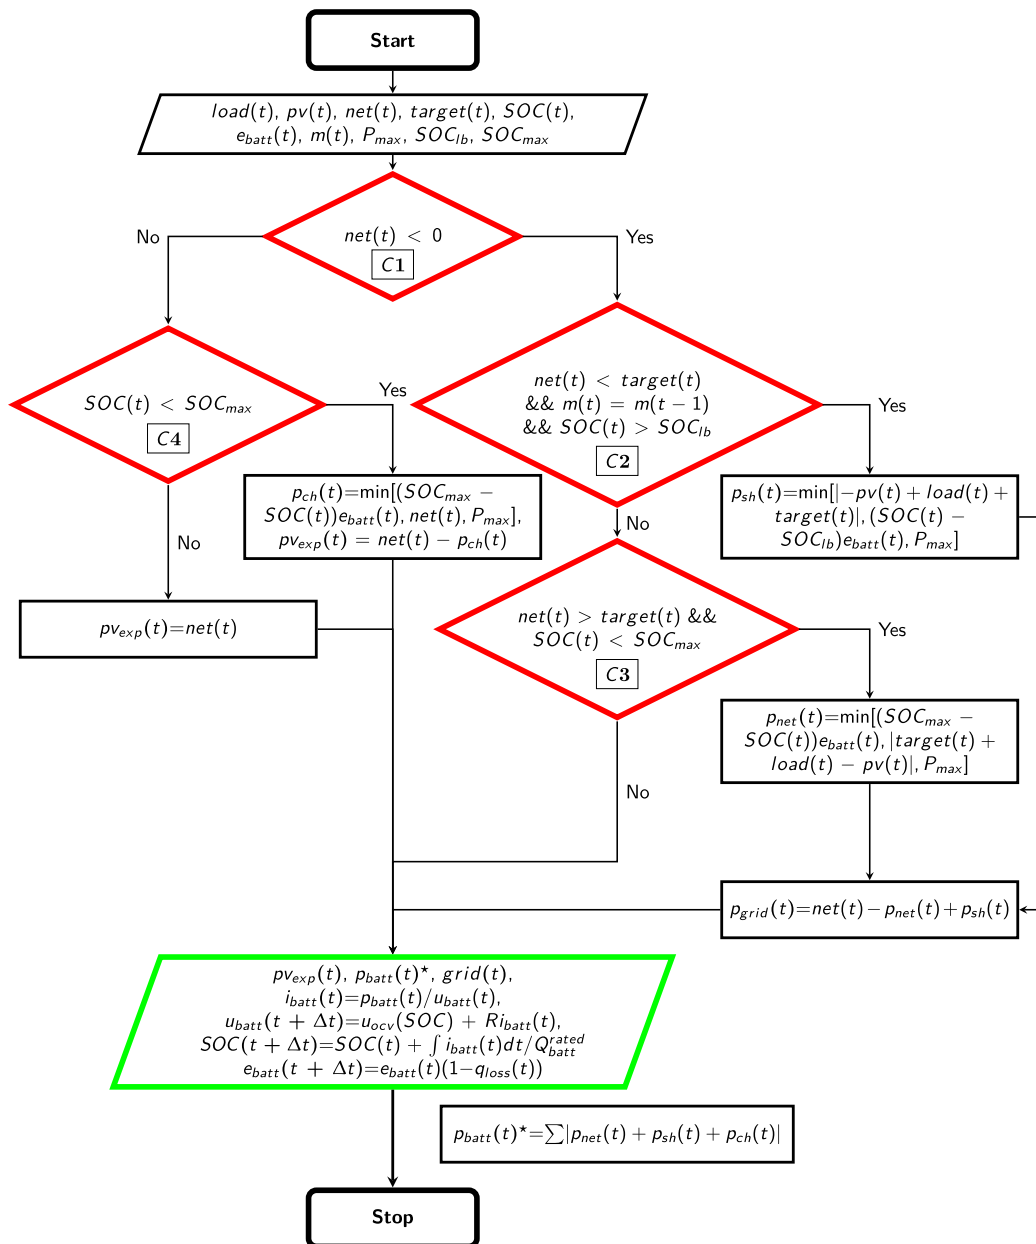 Start
load(t), pv(t), net(t), target(t), SOC(t),
e_batt(t), m(t), P_max, SOC_lb, SOC_max
No
net(t) < 0
Yes
C1
SOC(t) < SOC_max
C4
Yes
net(t) < target(t)
&& m(t) = m(t − 1)
&& SOC(t) > SOC_lb
C2
Yes
p_ch(t)=min[(SOC_max −
SOC(t))e_batt(t), net(t), P_max],
pv_exp(t) = net(t) − p_ch(t)
p_sh(t)=min[|−pv(t) + load(t) +
target(t)|, (SOC(t) −
SOC_lb)e_batt(t), P_max]
No
No
pv_exp(t)=net(t)
net(t) > target(t) &&
SOC(t) < SOC_max
C3
Yes
p_net(t)=min[(SOC_max −
SOC(t))e_batt(t), |target(t) +
load(t) − pv(t)|, P_max]
No
p_grid(t)=net(t) − p_net(t) + p_sh(t)
pv_exp(t), p_batt(t)⋆, grid(t),
i_batt(t)=p_batt(t)/u_batt(t),
u_batt(t + Δt)=u_ocv(SOC) + Ri_batt(t),
SOC(t + Δt)=SOC(t) + ∫ i_batt(t)dt/Q_batt^rated
e_batt(t + Δt)=e_batt(t)(1−q_loss(t))
p_batt(t)⋆=∑|p_net(t) + p_sh(t) + p_ch(t)|
Stop